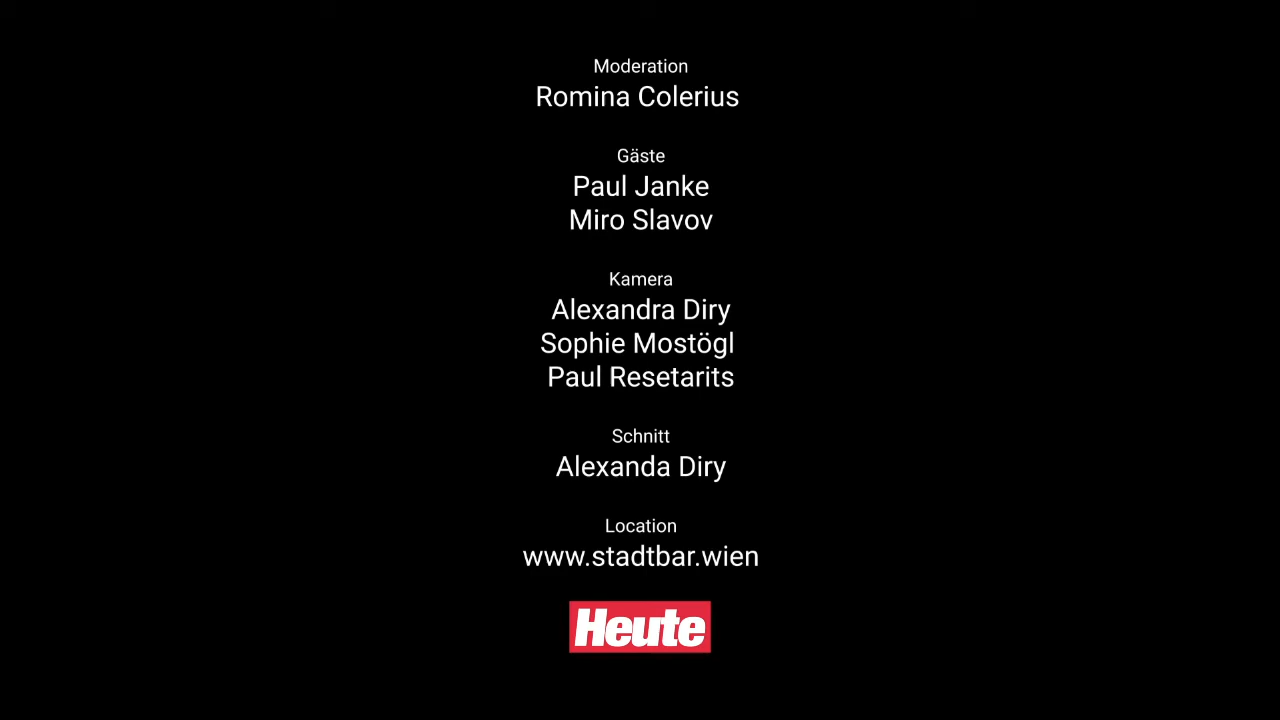 Moderation
Romina Colerius
Gäste
Paul Janke
Miro Slavov
Kamera
Alexandra Diry
Sophie Mostögl
Paul Resetarits
Schnitt
Alexanda Diry
Location
www.stadtbar.wien
Heute